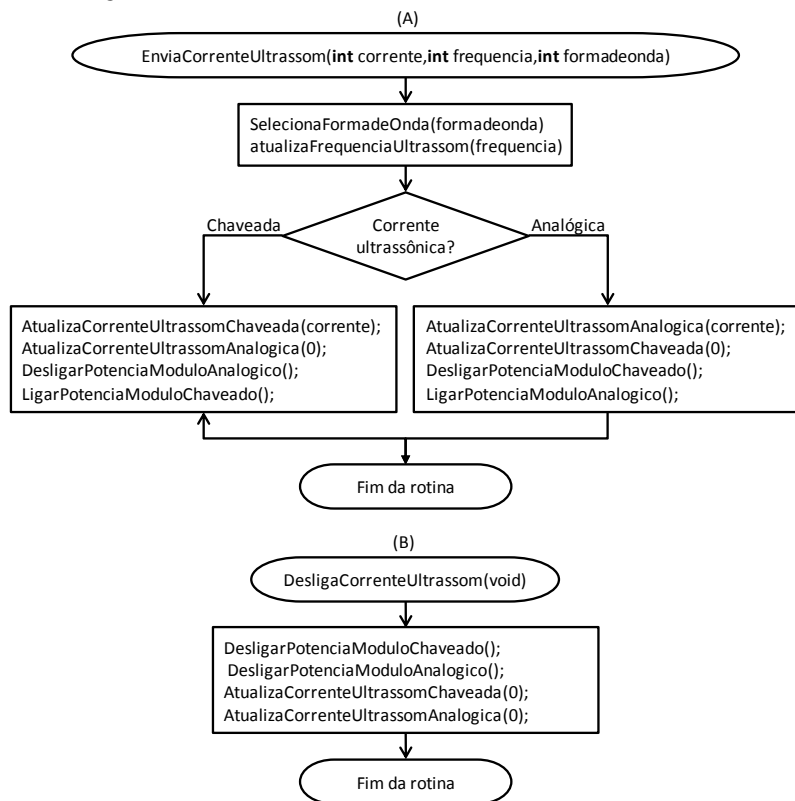 (A)
EnviaCorrenteUltrassom(int corrente,int frequencia,int formadeonda)
SelecionaFormadeOnda(formadeonda)
atualizaFrequenciaUltrassom(frequencia)
Chaveada
Corrente
ultrassônica?
Analógica
AtualizaCorrenteUltrassomChaveada(corrente);
AtualizaCorrenteUltrassomAnalogica(0);
DesligarPotenciaModuloAnalogico();
LigarPotenciaModuloChaveado();
AtualizaCorrenteUltrassomAnalogica(corrente);
AtualizaCorrenteUltrassomChaveada(0);
DesligarPotenciaModuloChaveado();
LigarPotenciaModuloAnalogico();
Fim da rotina
(B)
DesligaCorrenteUltrassom(void)
DesligarPotenciaModuloChaveado();
DesligarPotenciaModuloAnalogico();
AtualizaCorrenteUltrassomChaveada(0);
AtualizaCorrenteUltrassomAnalogica(0);
Fim da rotina